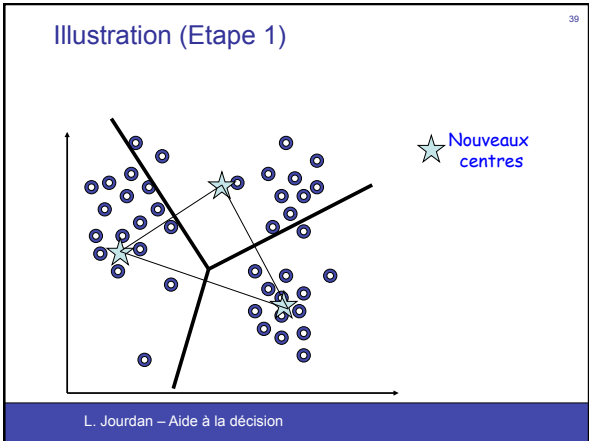 39
Illustration (Etape 1)
Nouveaux
centres
L. Jourdan – Aide à la décision